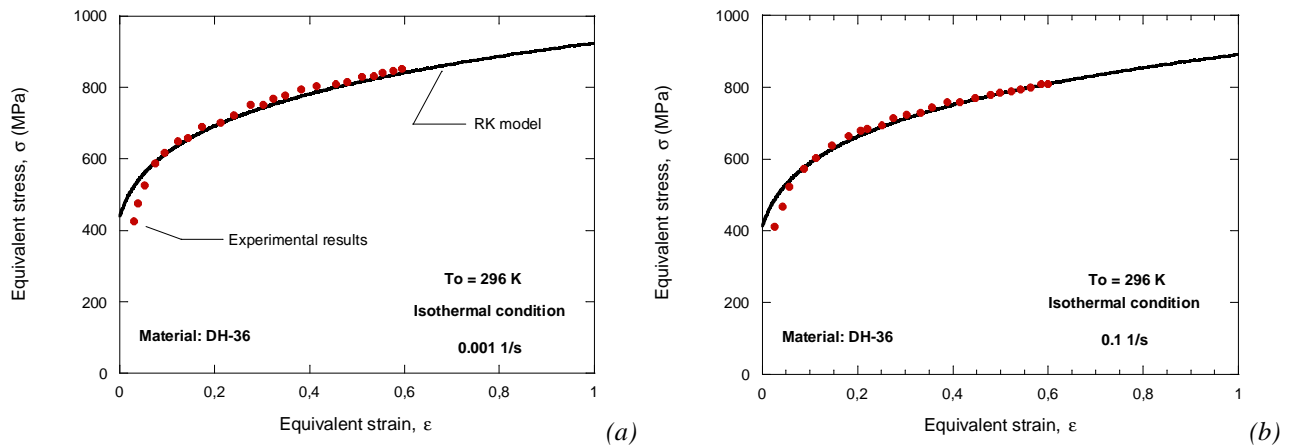 1000
800
600
400
200
0
Equivalent stress, σ (MPa)
RK model
Experimental results
To = 296 K
Isothermal condition
Material: DH-36
0.001 1/s
0 0,2 0,4 0,6 0,8 1
Equivalent strain, ε
(a)
1000
800
600
400
200
0
Equivalent stress, σ (MPa)
To = 296 K
Isothermal condition
Material: DH-36
0.1 1/s
0 0,2 0,4 0,6 0,8 1
Equivalent strain, ε
(b)